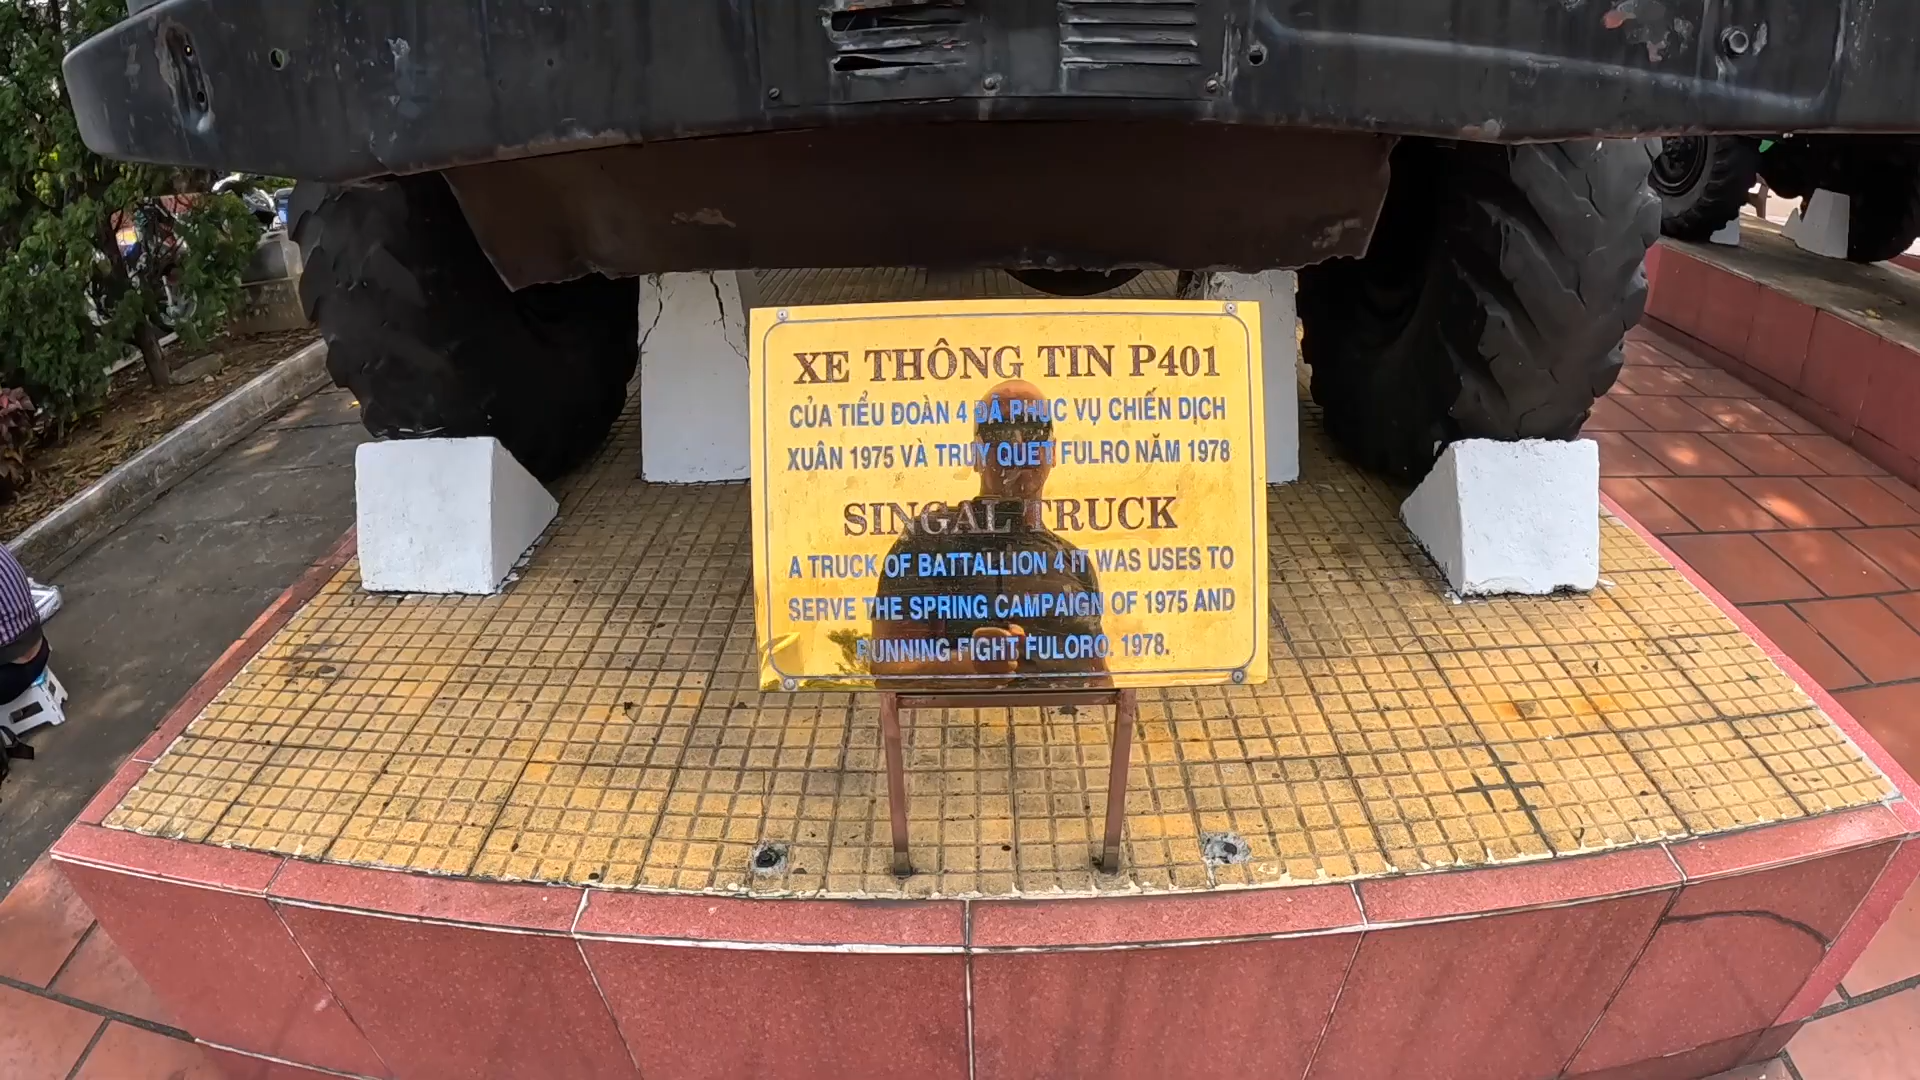 XE THÔNG TIN P401
CỦA TIỂU ĐOÀN 4 ĐÃ PHỤC VỤ CHIẾN DỊCH
XUÂN 1975 VÀ TRUY QUÉT FULRO NĂM 1978
SINGAL TRUCK
A TRUCK OF BATTALLION 4 IT WAS USES TO
SERVE THE SPRING CAMPAIGN OF 1975 AND
RUNNING FIGHT FULORO. 1978.